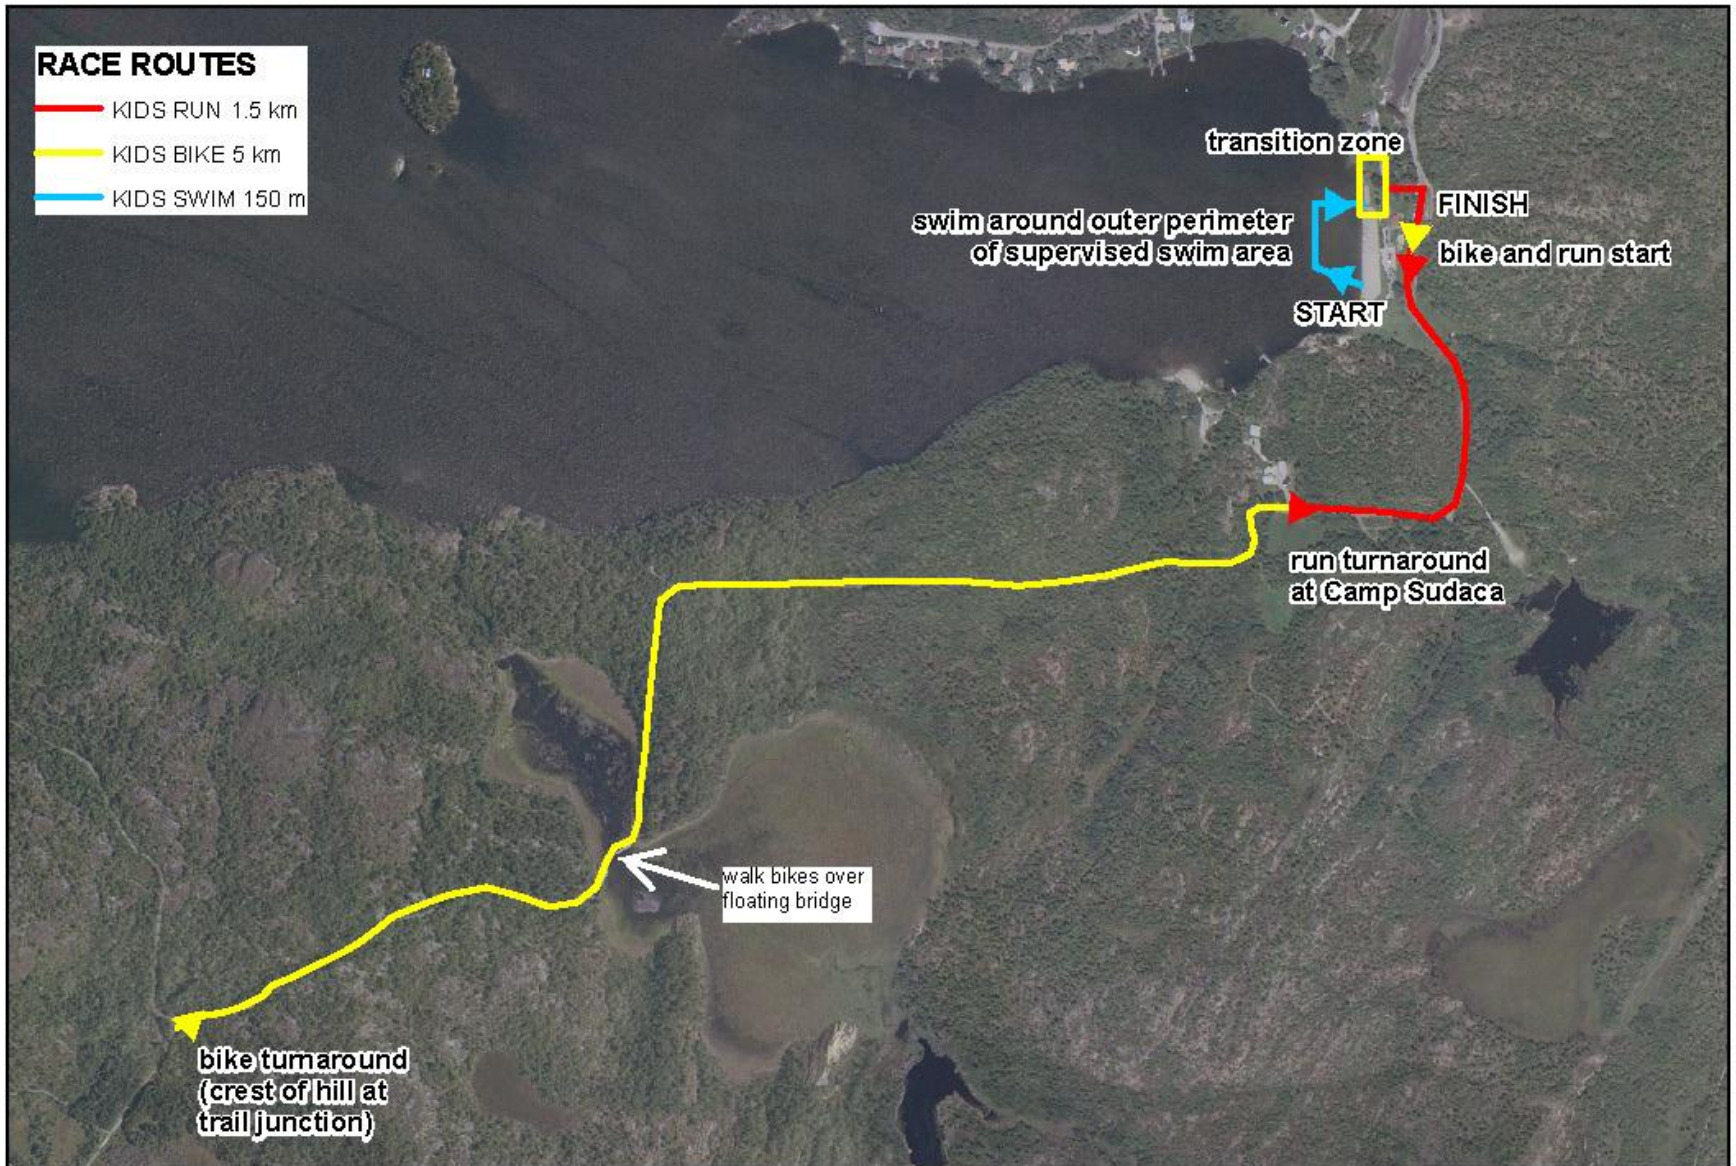 RACE ROUTES
KIDS RUN 1.5 km
KIDS BIKE 5 km
KIDS SWIM 150 m
transition zone
swim around outer perimeter
of supervised swim area
FINISH
bike and run start
START
run turnaround
at Camp Sudaca
walk bikes over
floating bridge
bike turnaround
(crest of hill at
trail junction)